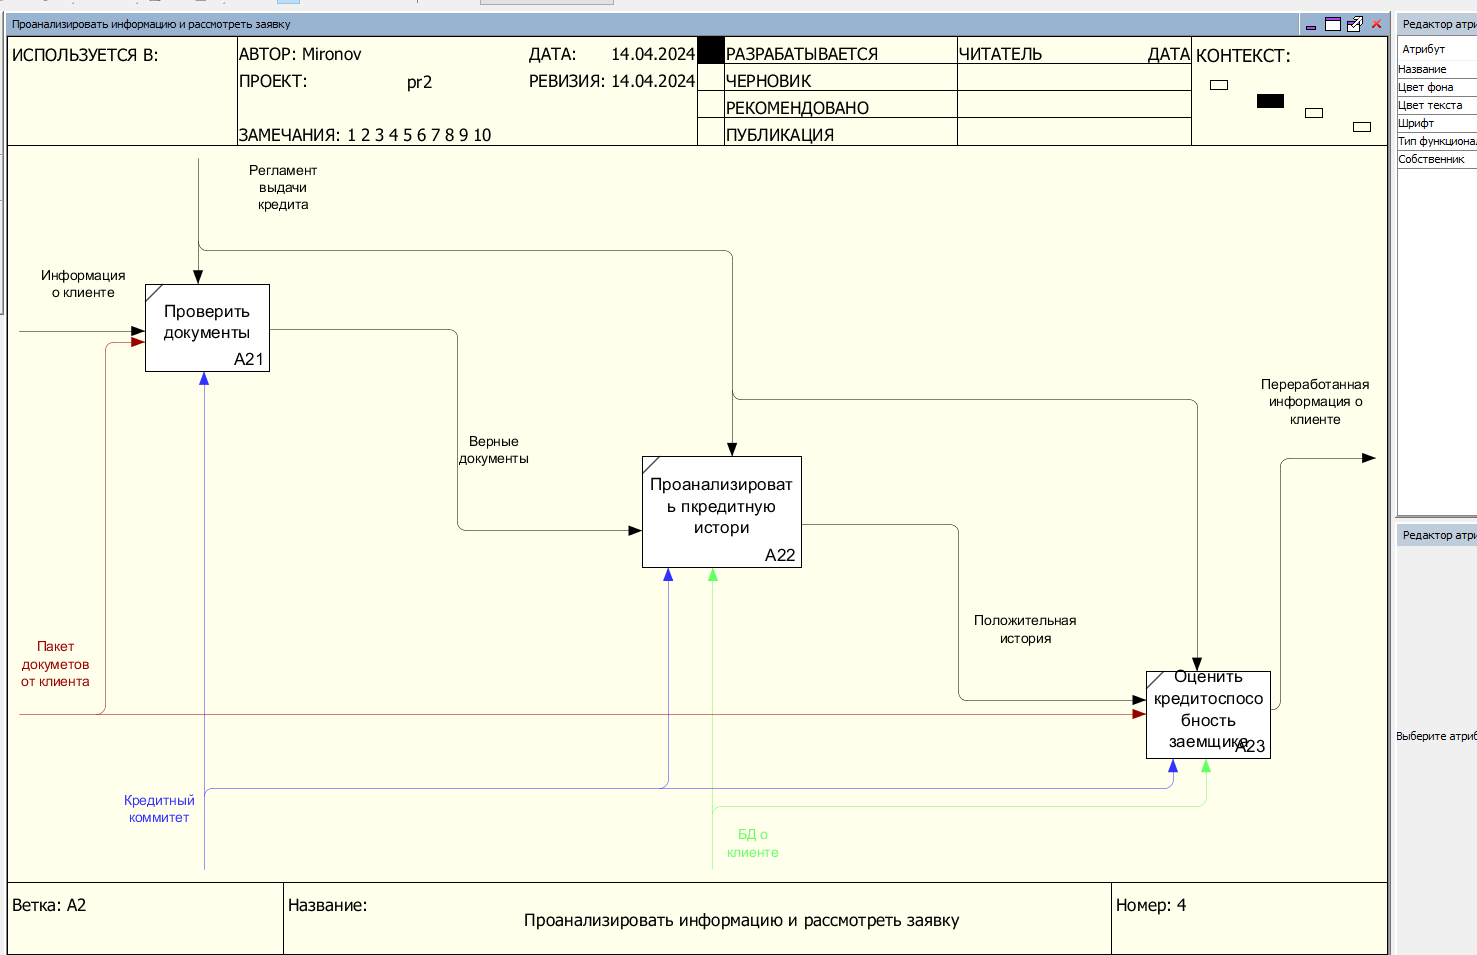 Проанализировать информацию и рассмотреть заявку
ИСПОЛЬЗУЕТСЯ В:
АВТОР: Mironov
ДАТА: 14.04.2024
ПРОЕКТ: pr2
РЕВИЗИЯ: 14.04.2024
ЗАМЕЧАНИЯ: 1 2 3 4 5 6 7 8 9 10
РАЗРАБАТЫВАЕТСЯ
ЧЕРНОВИК
РЕКОМЕНДОВАНО
ПУБЛИКАЦИЯ
ЧИТАТЕЛЬ
ДАТА
КОНТЕКСТ:
Регламент
выдачи
кредита
Информация
о клиенте
Проверить
документы
A21
Верные
документы
Проанализироват
ь пкредитную
истори
A22
Переработанная
информация о
клиенте
Положительная
история
Пакет
докуметов
от клиента
Оценить
кредитоспосо
бность
заемщика
A23
Кредитный
коммитет
БД о
клиенте
Ветка: A2
Название:
Проанализировать информацию и рассмотреть заявку
Номер: 4
Редактор атри
Атрибут
Название
Цвет фона
Цвет текста
Шрифт
Тип функционал
Собственник
Редактор атри
Выберите атриб